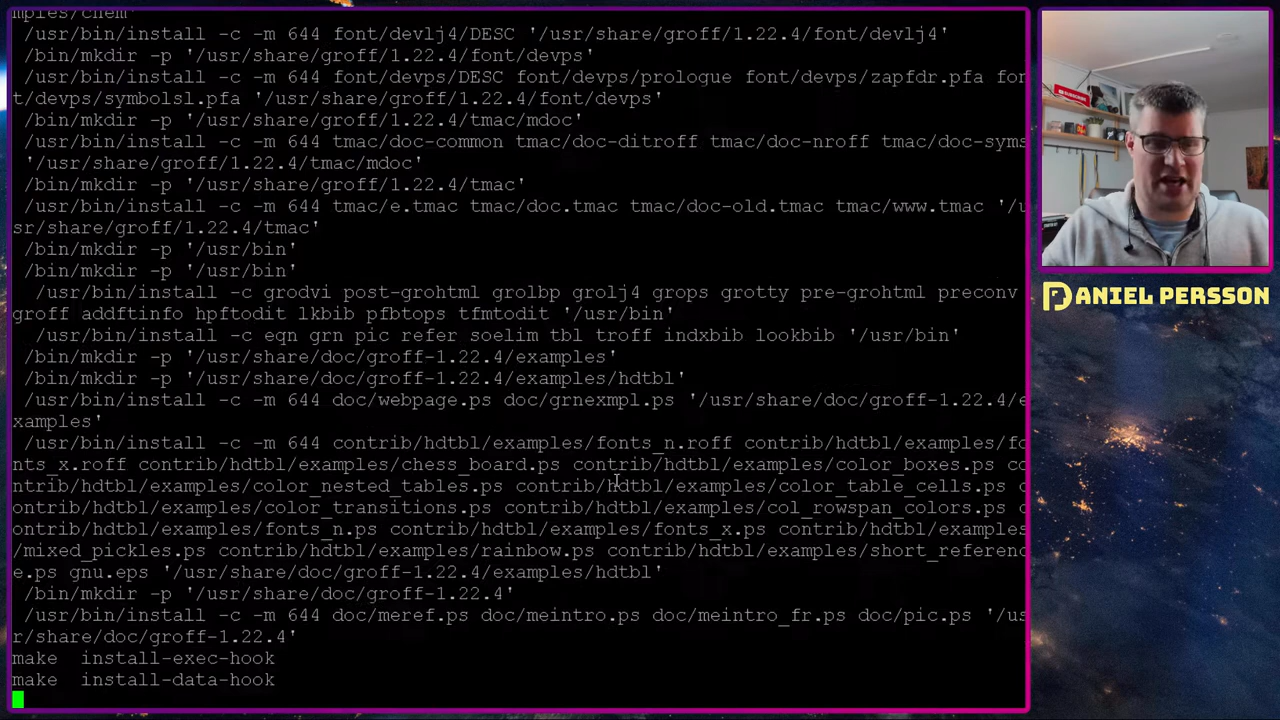 mples/chem'
 /usr/bin/install -c -m 644 font/devlj4/DESC '/usr/share/groff/1.22.4/font/devlj4'
 /bin/mkdir -p '/usr/share/groff/1.22.4/font/devps'
 /usr/bin/install -c -m 644 font/devps/DESC font/devps/prologue font/devps/zapfdr.pfa fon
t/devps/symbolsl.pfa '/usr/share/groff/1.22.4/font/devps'
 /bin/mkdir -p '/usr/share/groff/1.22.4/tmac/mdoc'
 /usr/bin/install -c -m 644 tmac/doc-common tmac/doc-ditroff tmac/doc-nroff tmac/doc-syms
 '/usr/share/groff/1.22.4/tmac/mdoc'
 /bin/mkdir -p '/usr/share/groff/1.22.4/tmac'
 /usr/bin/install -c -m 644 tmac/e.tmac tmac/doc.tmac tmac/doc-old.tmac tmac/www.tmac '/u
sr/share/groff/1.22.4/tmac'
 /bin/mkdir -p '/usr/bin'
 /bin/mkdir -p '/usr/bin'
  /usr/bin/install -c grodvi post-grohtml grolbp grolj4 grops grotty pre-grohtml preconv
groff addftinfo hpftodit lkbib pfbtops tfmtodit '/usr/bin'
  /usr/bin/install -c eqn grn pic refer soelim tbl troff indxbib lookbib '/usr/bin'
 /bin/mkdir -p '/usr/share/doc/groff-1.22.4/examples'
 /bin/mkdir -p '/usr/share/doc/groff-1.22.4/examples/hdtbl'
 /usr/bin/install -c -m 644 doc/webpage.ps doc/grnexmpl.ps '/usr/share/doc/groff-1.22.4/e
xamples'
 /usr/bin/install -c -m 644 contrib/hdtbl/examples/fonts_n.roff contrib/hdtbl/examples/fo
nts_x.roff contrib/hdtbl/examples/chess_board.ps contrib/hdtbl/examples/color_boxes.ps co
ntrib/hdtbl/examples/color_nested_tables.ps contrib/hdtbl/examples/color_table_cells.ps c
ontrib/hdtbl/examples/color_transitions.ps contrib/hdtbl/examples/col_rowspan_colors.ps c
ontrib/hdtbl/examples/fonts_n.ps contrib/hdtbl/examples/fonts_x.ps contrib/hdtbl/examples
/mixed_pickles.ps contrib/hdtbl/examples/rainbow.ps contrib/hdtbl/examples/short_referenc
e.ps gnu.eps '/usr/share/doc/groff-1.22.4/examples/hdtbl'
 /bin/mkdir -p '/usr/share/doc/groff-1.22.4'
 /usr/bin/install -c -m 644 doc/meref.ps doc/meintro.ps doc/meintro_fr.ps doc/pic.ps '/us
r/share/doc/groff-1.22.4'
make  install-exec-hook
make  install-data-hook
DANIEL PERSSON